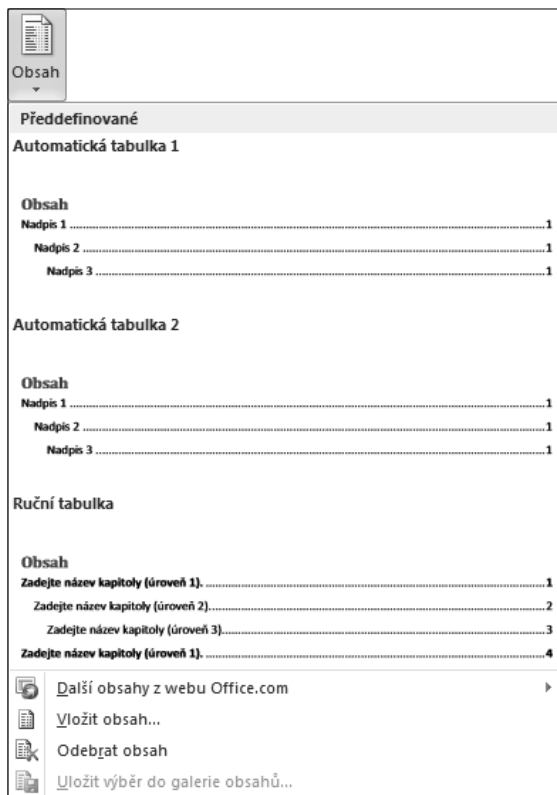 Obsah
Předdefinované
Automatická tabulka 1
Obsah
Nadpis 1 ........................................................................1
Nadpis 2 ........................................................................1
Nadpis 3 ........................................................................1
Automatická tabulka 2
Obsah
Nadpis 1 ........................................................................1
Nadpis 2 ........................................................................1
Nadpis 3 ........................................................................1
Ruční tabulka
Obsah
Zadejte název kapitoly (úroveň 1). ........................................................................1
Zadejte název kapitoly (úroveň 2)........................................................................2
Zadejte název kapitoly (úroveň 3)........................................................................3
Zadejte název kapitoly (úroveň 1). ........................................................................4
Další obsahy z webu Office.com
Vložit obsah...
Odebrat obsah
Uložit výběr do galerie obsahů...